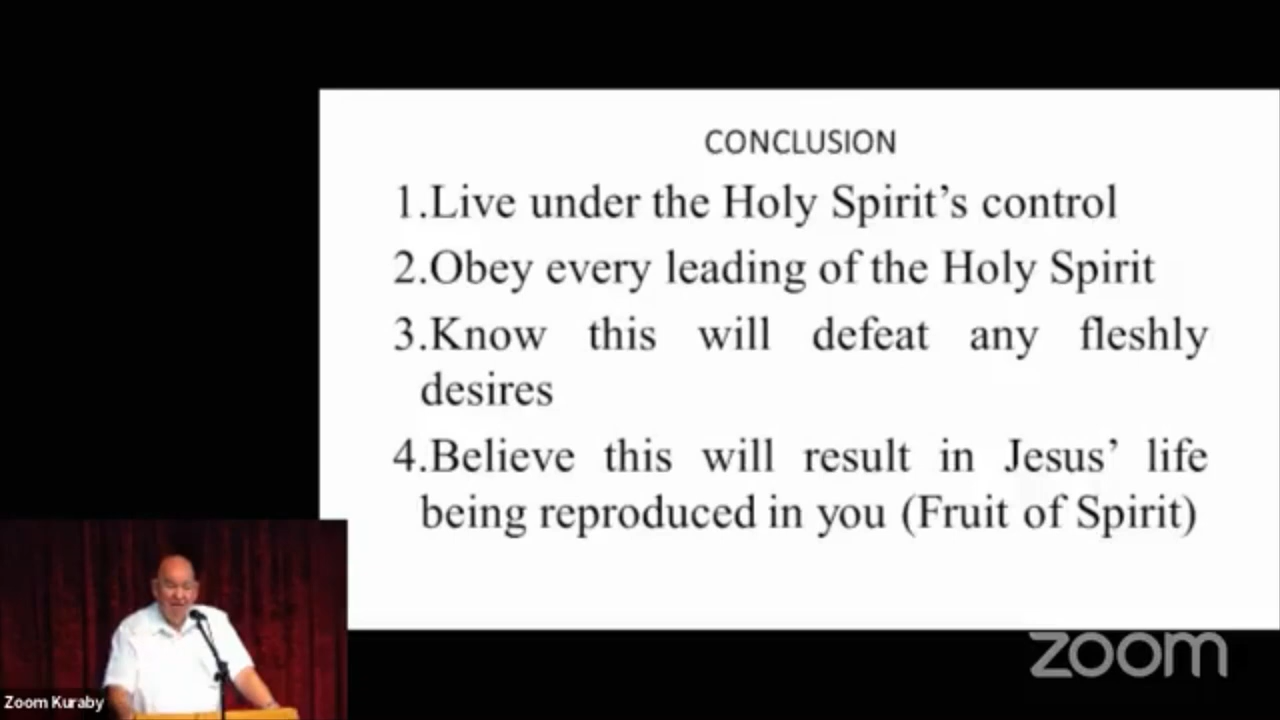 CONCLUSION
1.Live under the Holy Spirit’s control
2.Obey every leading of the Holy Spirit
3.Know this will defeat any fleshly
desires
4.Believe this will result in Jesus’ life
being reproduced in you (Fruit of Spirit)
zoom
Zoom Kuraby